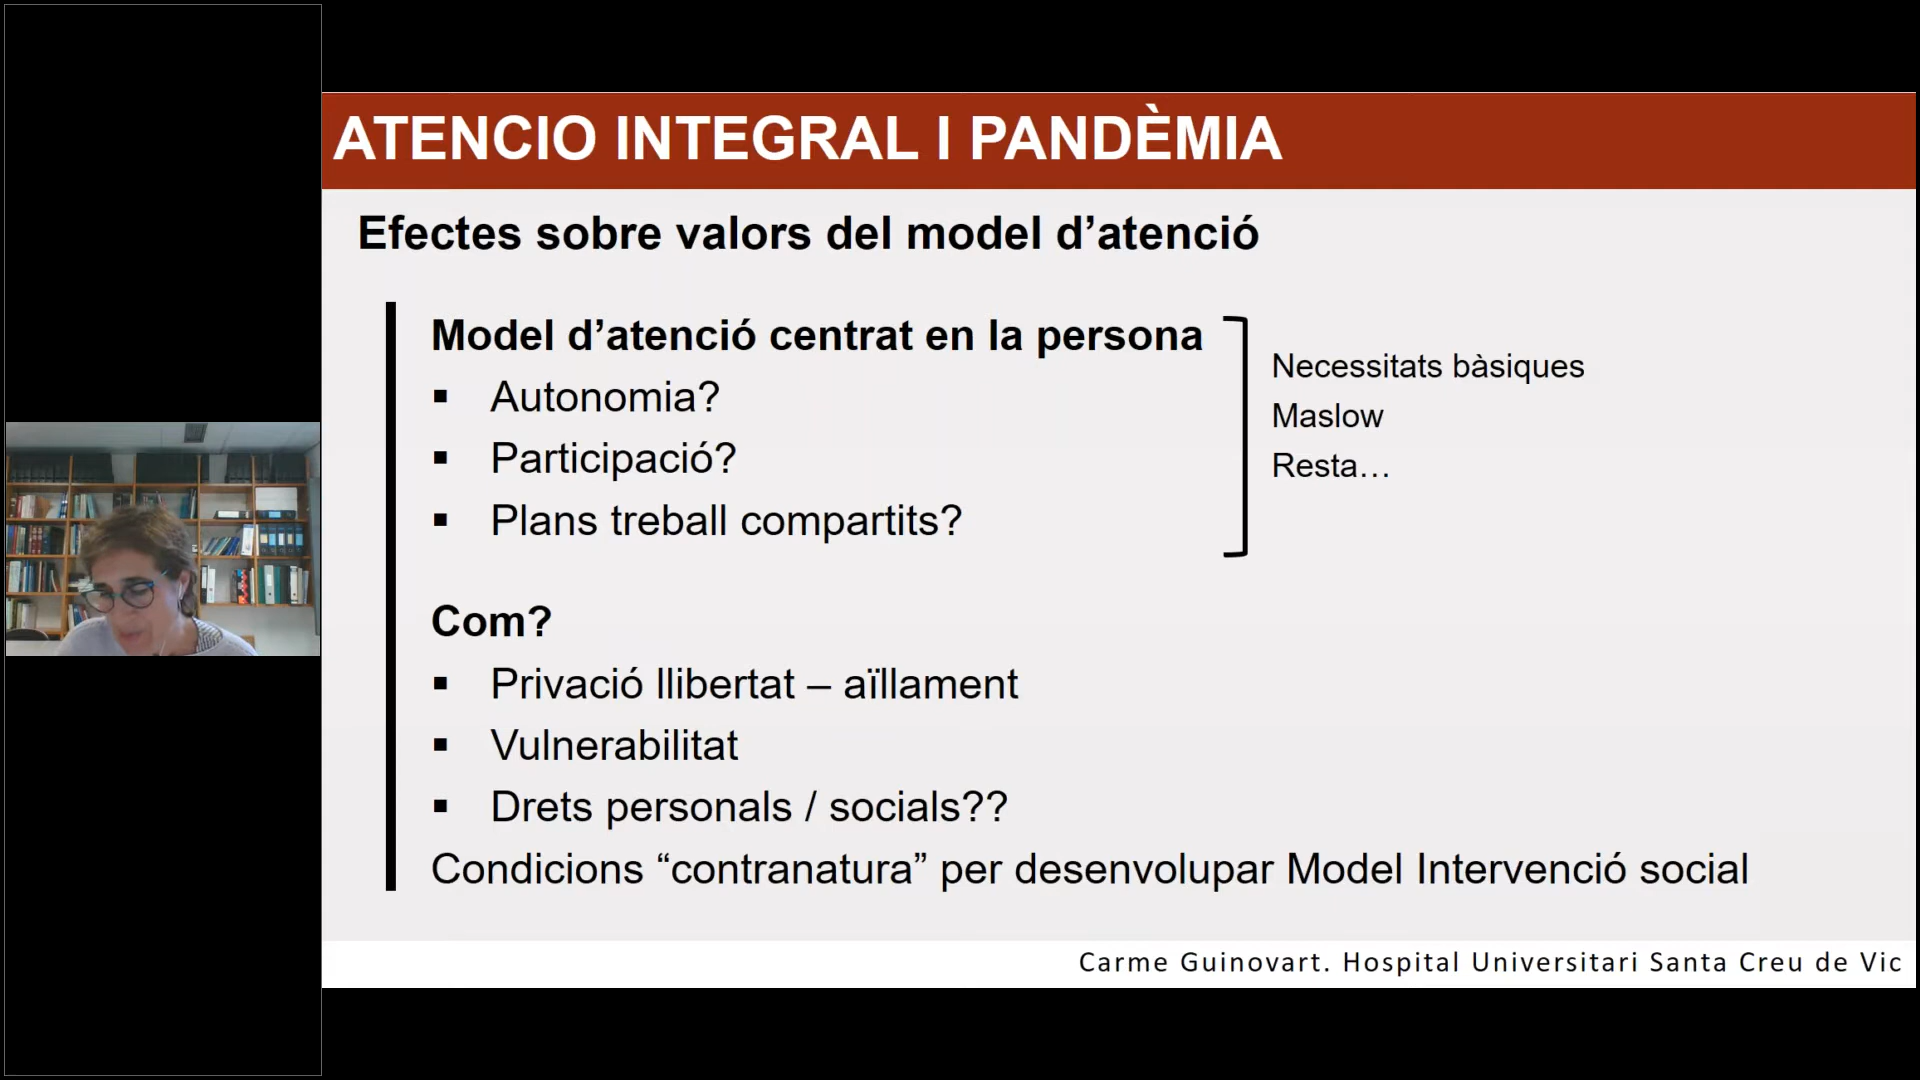 ATENCIO INTEGRAL I PANDÈMIA
Efectes sobre valors del model d’atenció
Model d’atenció centrat en la persona
▪ Autonomia?
▪ Participació?
▪ Plans treball compartits?
Necessitats bàsiques
Maslow
Resta…
Com?
▪ Privació llibertat – aïllament
▪ Vulnerabilitat
▪ Drets personals / socials??
Condicions “contranatura” per desenvolupar Model Intervenció social
Carme Guinovart. Hospital Universitari Santa Creu de Vic